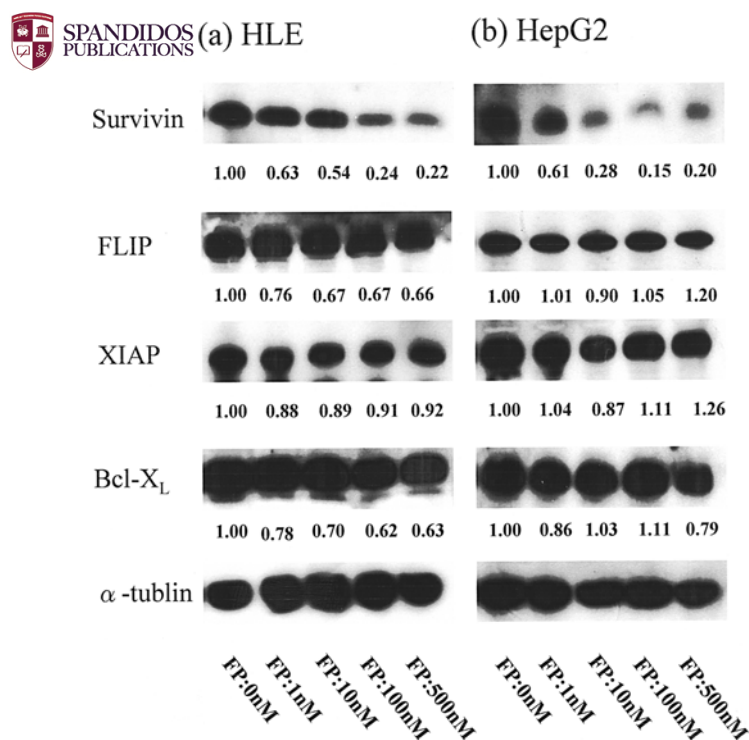 SPANDIDOS
PUBLICATIONS
(a) HLE
(b) HepG2
Survivin
1.00 0.63 0.54 0.24 0.22
1.00 0.61 0.28 0.15 0.20
FLIP
1.00 0.76 0.67 0.67 0.66
1.00 1.01 0.90 1.05 1.20
XIAP
1.00 0.88 0.89 0.91 0.92
1.00 1.04 0.87 1.11 1.26
Bcl-XL
1.00 0.78 0.70 0.62 0.63
1.00 0.86 1.03 1.11 0.79
α-tublin
FP:0nM FP:1nM FP:10nM FP:100nM FP:500nM
FP:0nM FP:1nM FP:10nM FP:100nM FP:500nM